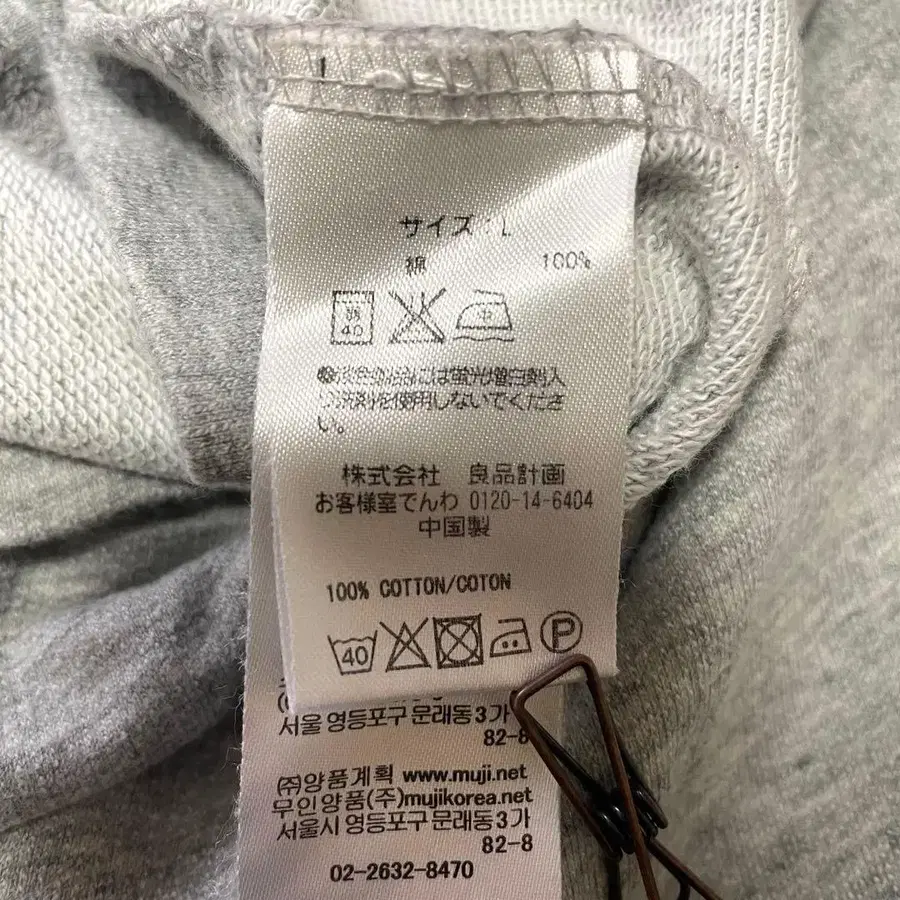 サイズ:L
綿 100%
40
中
は蛍光増白剤入
り洗剤を使用しないでくださ
い。
株式会社 良品計画
お客様室でんわ 0120-14-6404
中国製
100% COTTON/COTON
40
P
서울 영등포구 문래동3가
82-8
(주)양품계획 www.muji.net
무인양품(주)mujikorea.net
서울시 영등포구 문래동3가
82-8
02-2632-8470